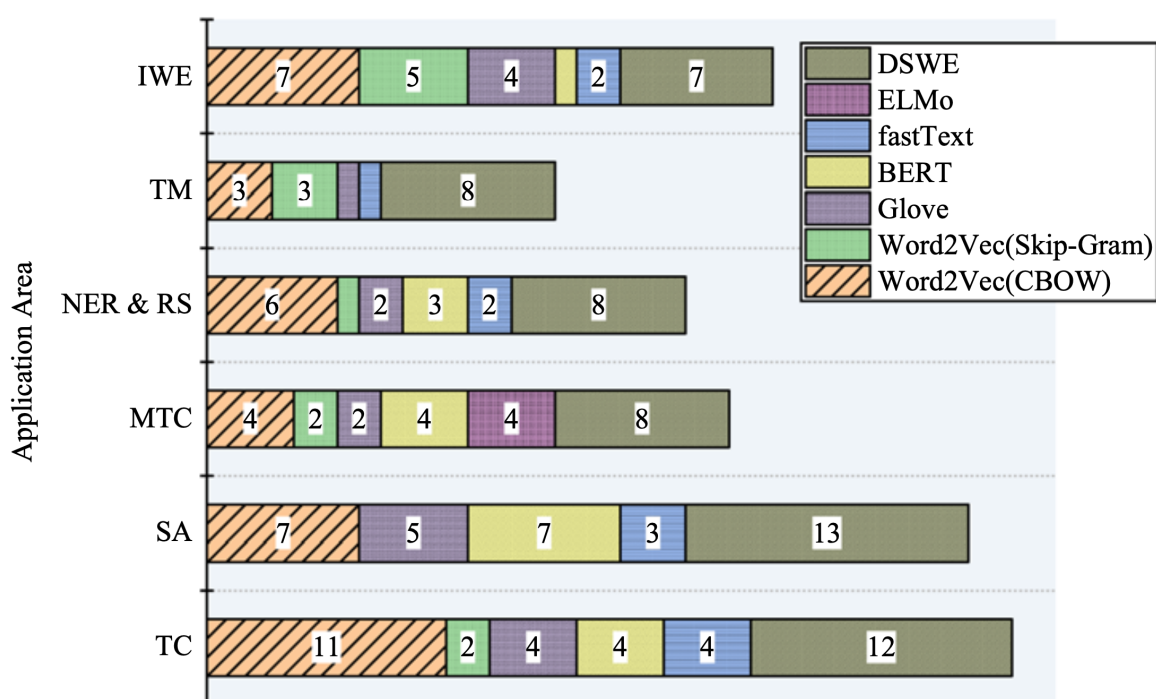 IWE
7 5 4 2 7
TM
3 3 8
NER & RS
6 2 3 2 8
MTC
4 2 2 4 4 8
SA
7 5 7 3 13
TC
11 2 4 4 4 12
Application Area
DSWE
ELMo
fastText
BERT
Glove
Word2Vec(Skip-Gram)
Word2Vec(CBOW)